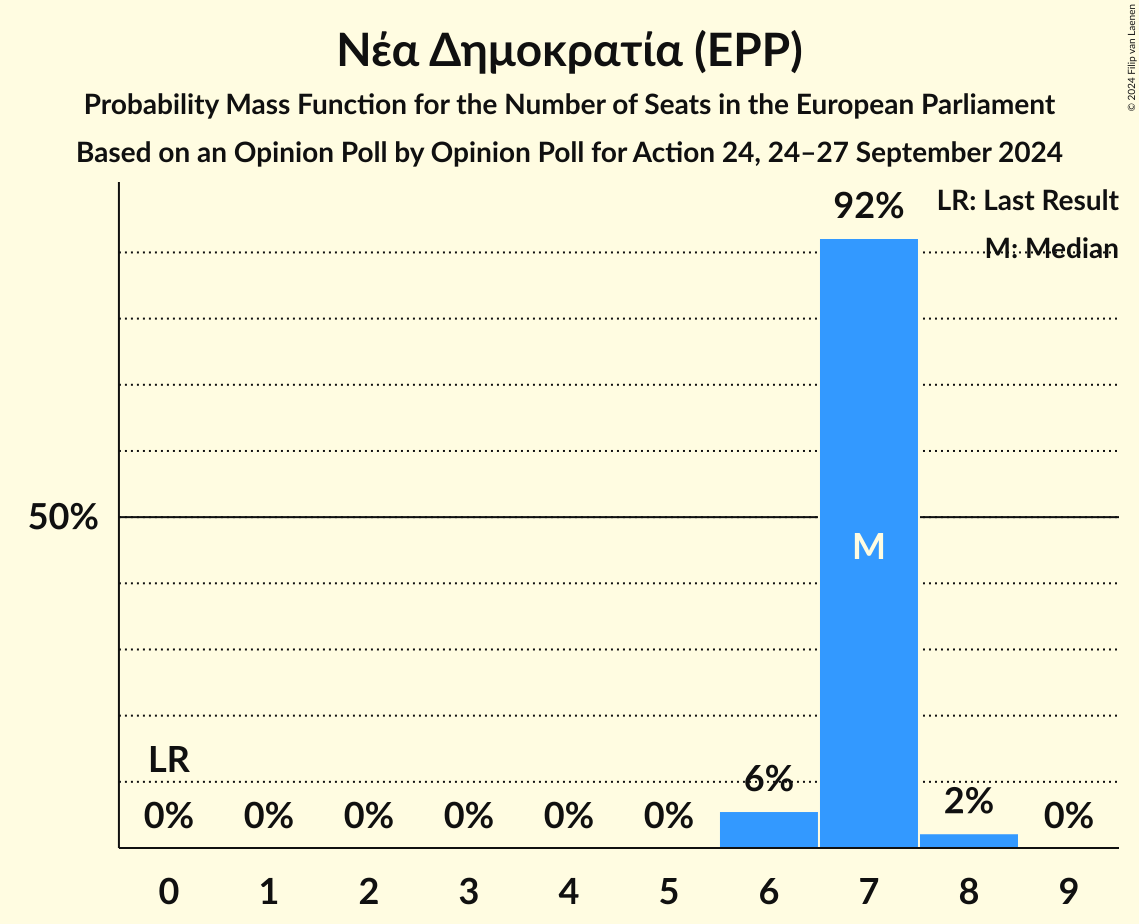 Νέα Δημοκρατία (EPP)
Probability Mass Function for the Number of Seats in the European Parliament
Based on an Opinion Poll by Opinion Poll for Action 24, 24–27 September 2024
© 2024 Filip van Laenen
LR: Last Result
M: Median
92%
50%
M
LR
0% 0% 0% 0% 0% 0% 6% 2% 0%
0 1 2 3 4 5 6 7 8 9